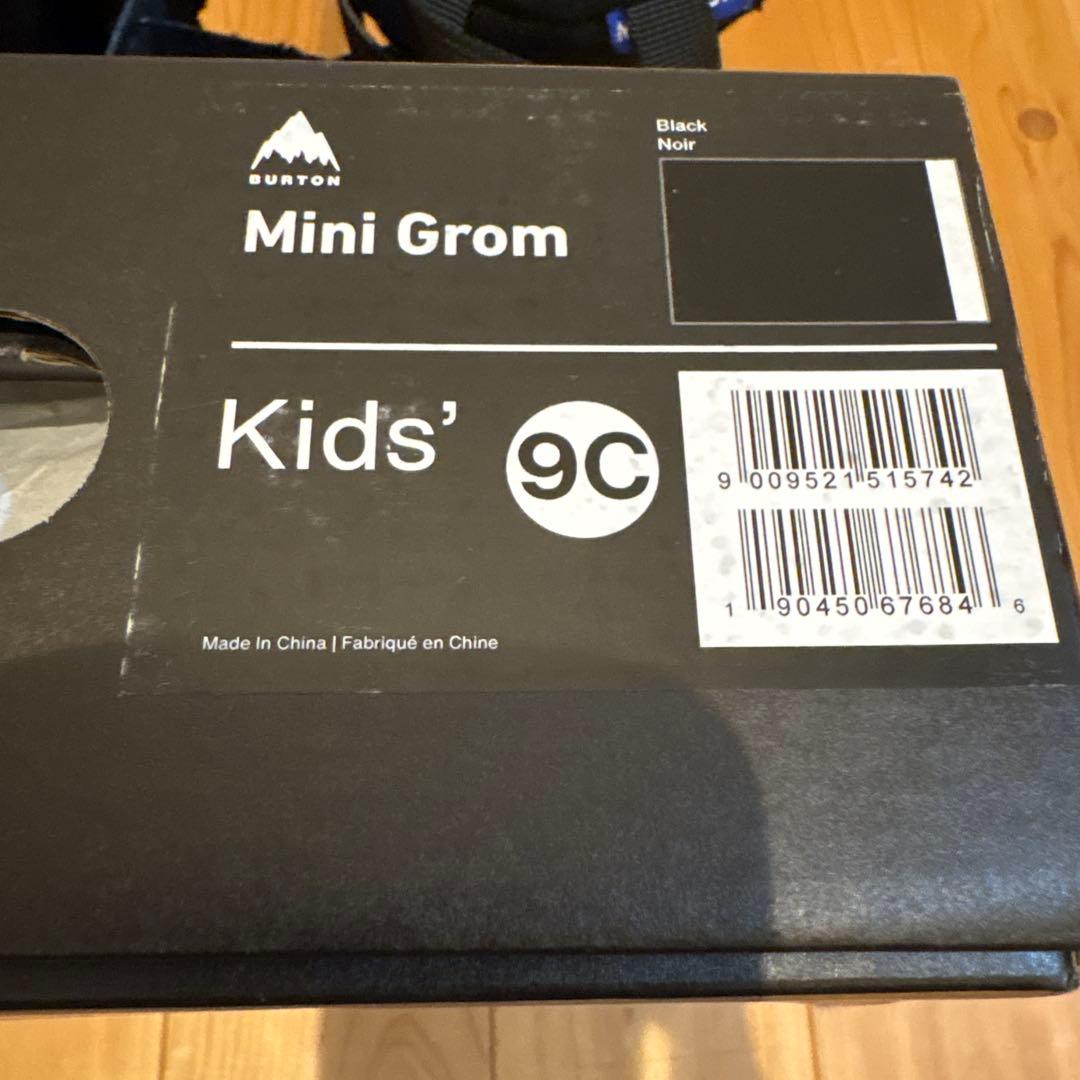 BURTON
Mini Grom
Black
Noir
Kids'
9C
9 009521 515742
1 90450 67684 6
Made In China | Fabriqué en Chine